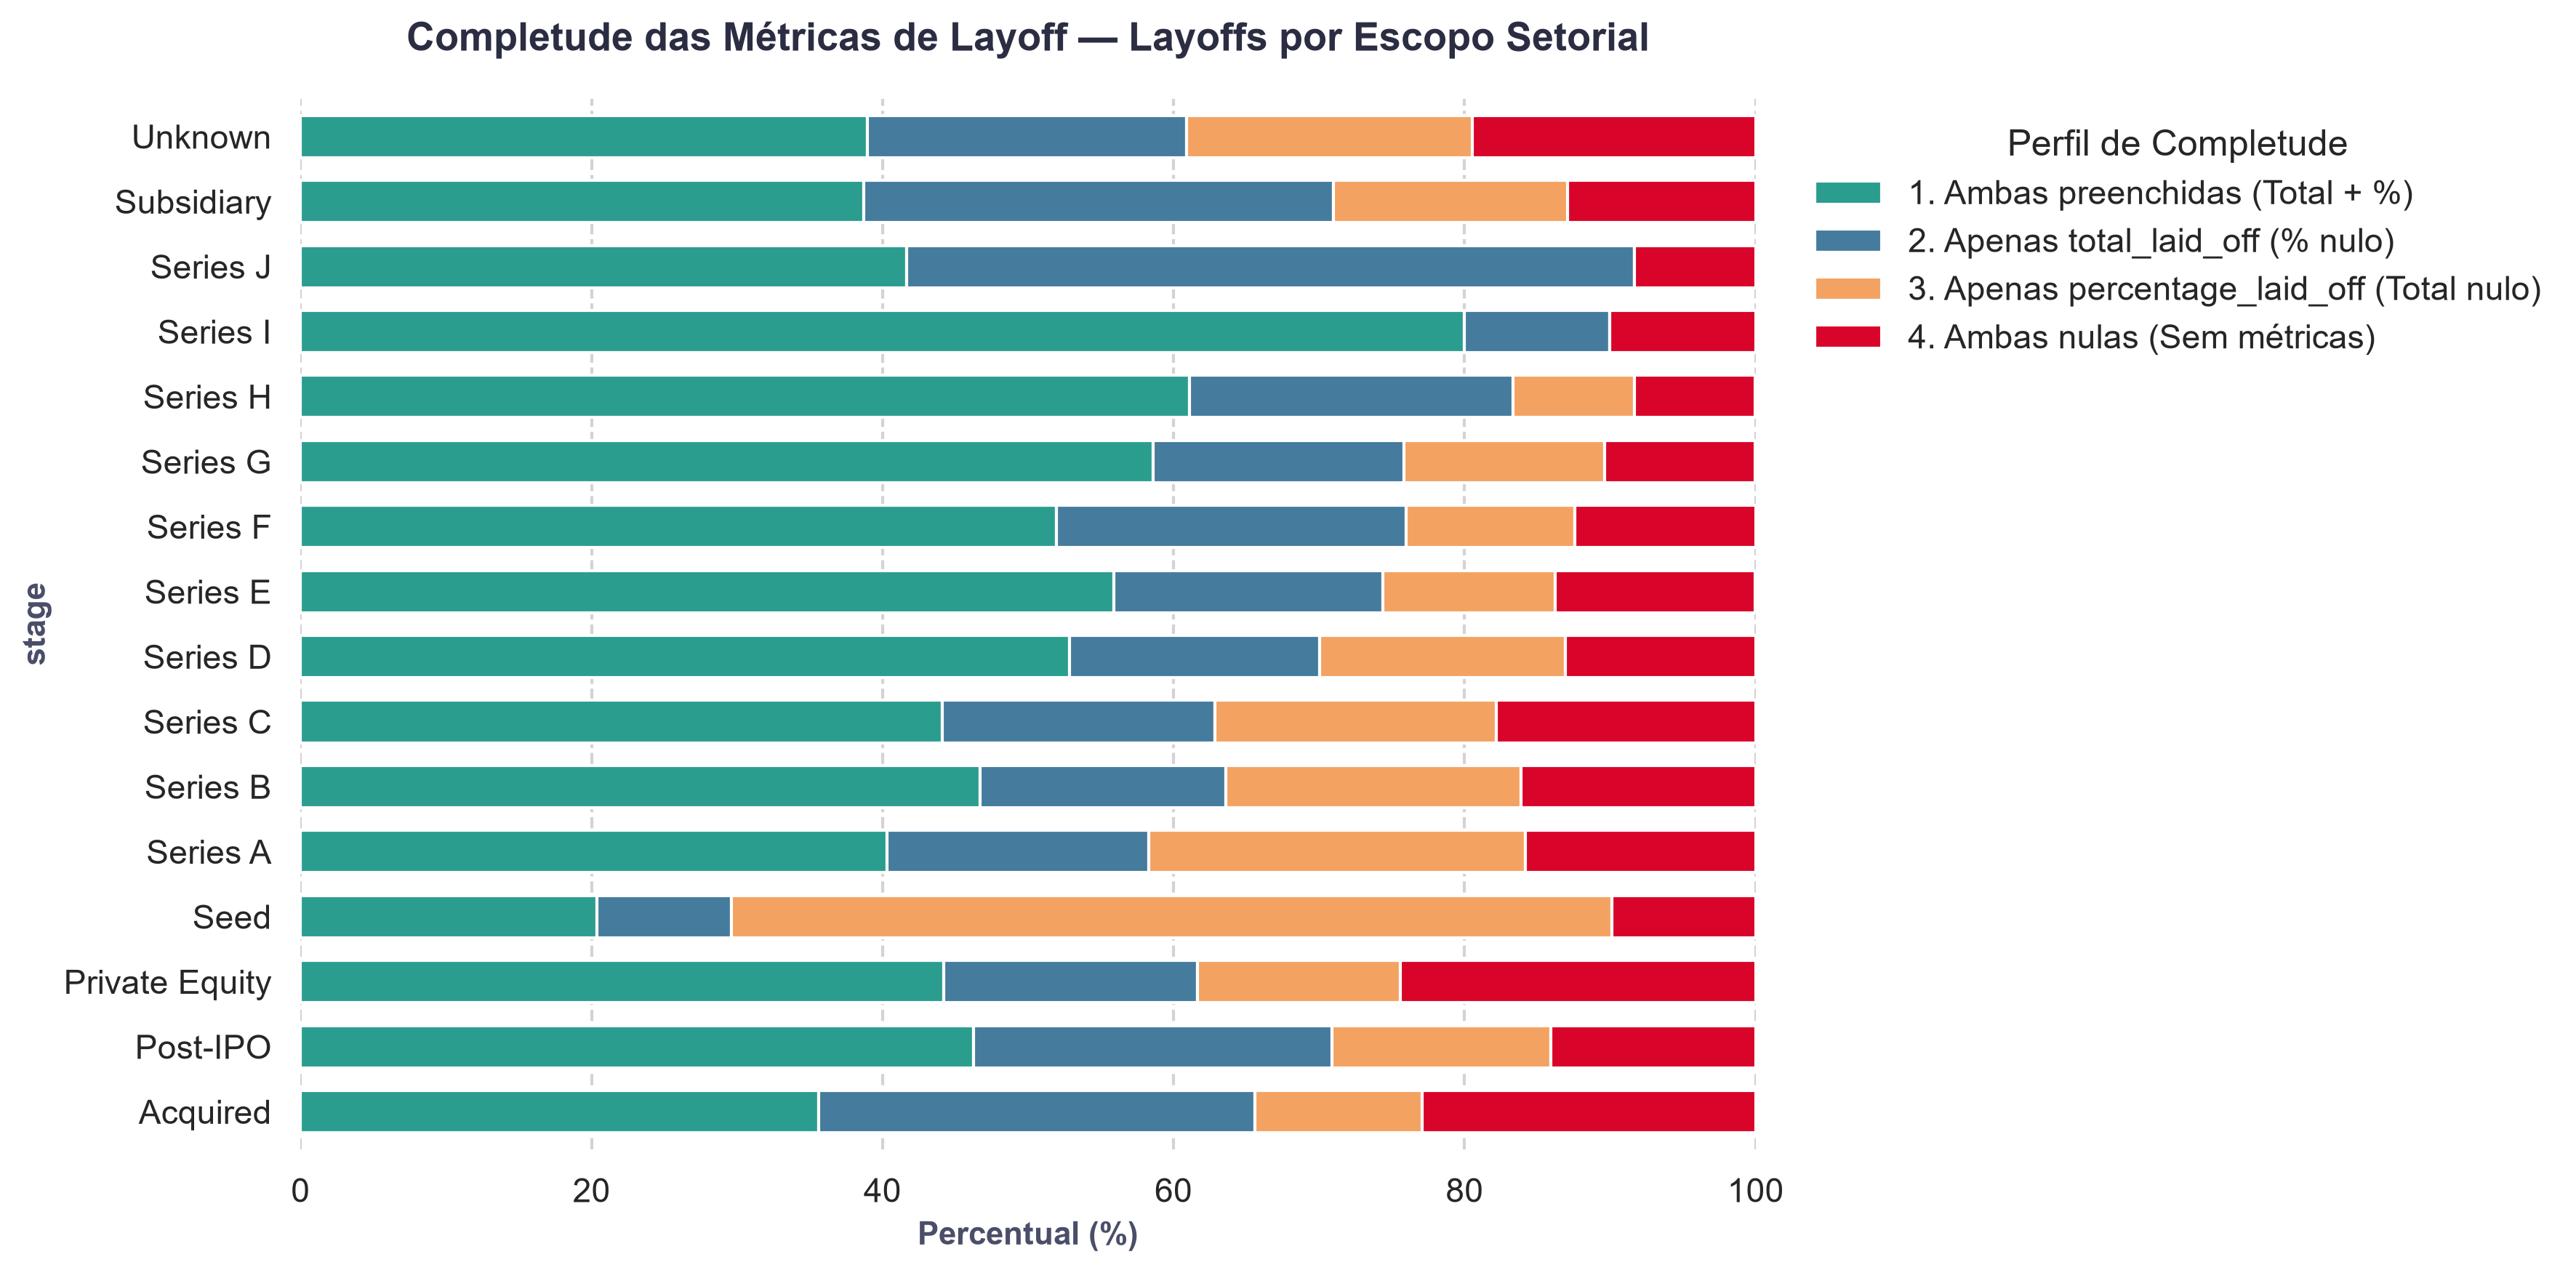 Completude das Métricas de Layoff — Layoffs por Escopo Setorial
Unknown
Subsidiary
Series J
Series I
Series H
Series G
Series F
Series E
Series D
Series C
Series B
Series A
Seed
Private Equity
Post-IPO
Acquired
stage
0 20 40 60 80 100
Percentual (%)
Perfil de Completude
1. Ambas preenchidas (Total + %)
2. Apenas total_laid_off (% nulo)
3. Apenas percentage_laid_off (Total nulo)
4. Ambas nulas (Sem métricas)